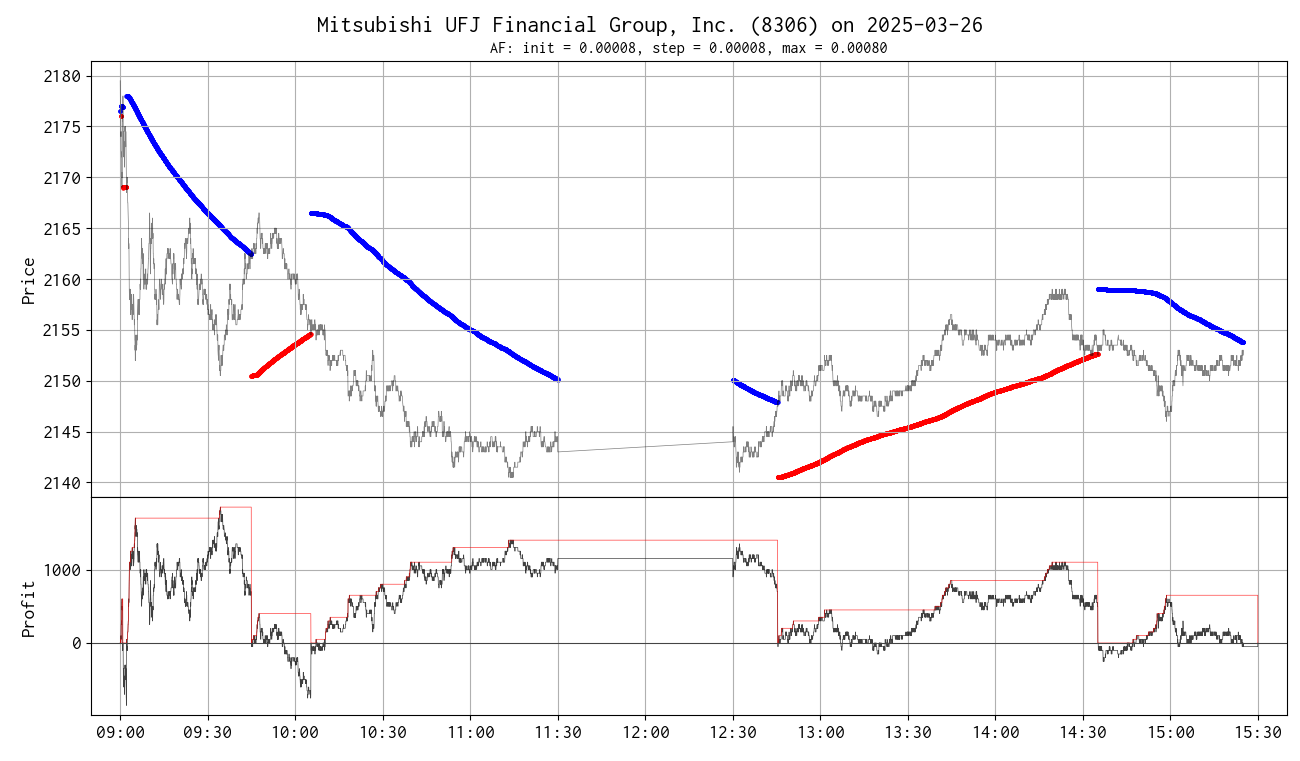 Mitsubishi UFJ Financial Group, Inc. (8306) on 2025-03-26
AF: init = 0.00008, step = 0.00008, max = 0.00080
Price
2180
2175
2170
2165
2160
2155
2150
2145
2140
Profit
1000
0
09:00 09:30 10:00 10:30 11:00 11:30 12:00 12:30 13:00 13:30 14:00 14:30 15:00 15:30